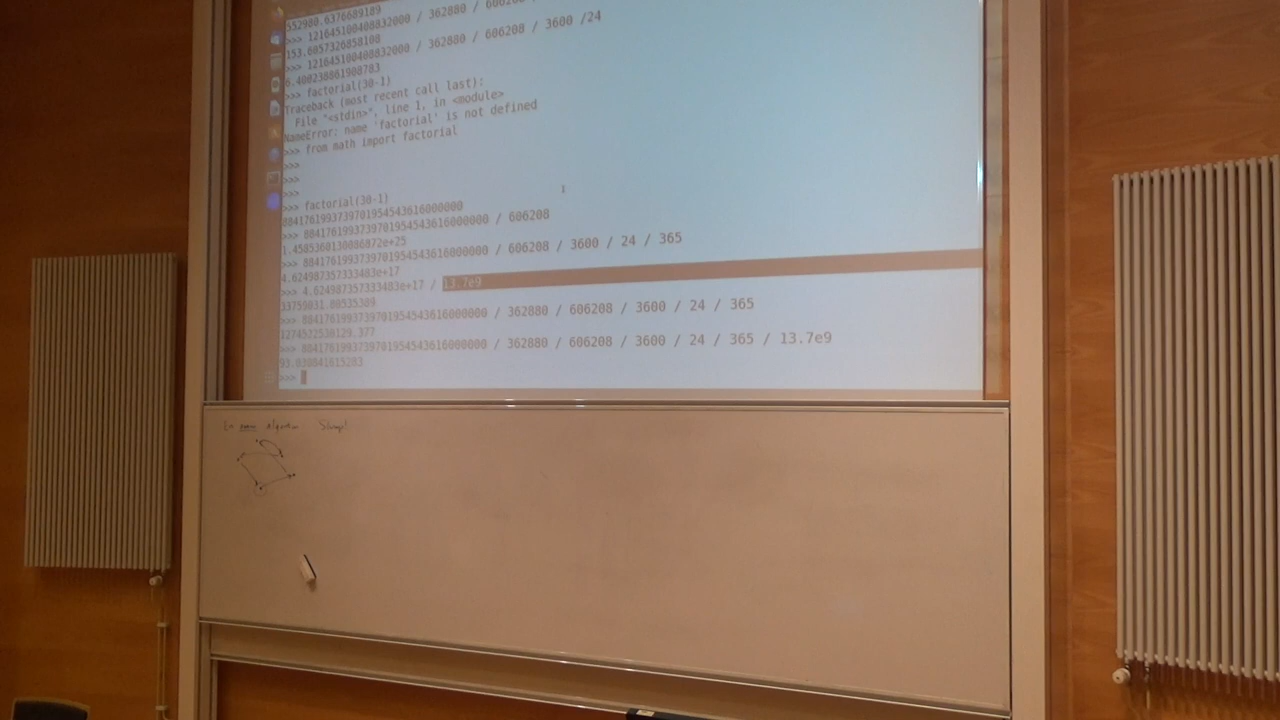 552980.6376689189
>>> 121645100408832000 / 362880 / 606208 / 3600
153.6057326858108
>>> 121645100408832000 / 362880 / 606208 / 3600 /24
6.400238861908783
>>> factorial(30-1)
Traceback (most recent call last):
File "<stdin>", line 1, in <module>
NameError: name 'factorial' is not defined
>>> from math import factorial
>>>
>>>
>>>
>>> factorial(30-1)
8841761993739701954543616000000
>>> 8841761993739701954543616000000 / 606208
1.4585360130086872e+25
>>> 8841761993739701954543616000000 / 606208 / 3600 / 24 / 365
4.624987357333483e+17
>>> 4.624987357333483e+17 / 13.7e9
33759031.80535389
>>> 8841761993739701954543616000000 / 362880 / 606208 / 3600 / 24 / 365
1274522530129.377
>>> 8841761993739701954543616000000 / 362880 / 606208 / 3600 / 24 / 365 / 13.7e9
93.030841615283
>>>
En algoritm